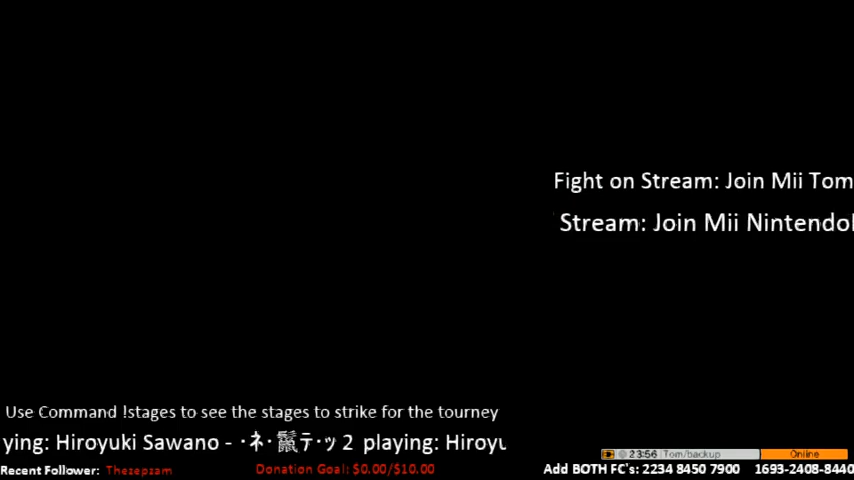 Fight on Stream: Join Mii Tom
Stream: Join Mii Nintendo
Use Command !stages to see the stages to strike for the tourney
ying: Hiroyuki Sawano - ･ネ･鬣ﾃ･ッ2 playing: Hiroyu
23:56 Tom/backup Online
Recent Follower: Thezepzam Donation Goal: $0.00/$10.00 Add BOTH FC's: 2234 8450 7900 1693-2408-8440